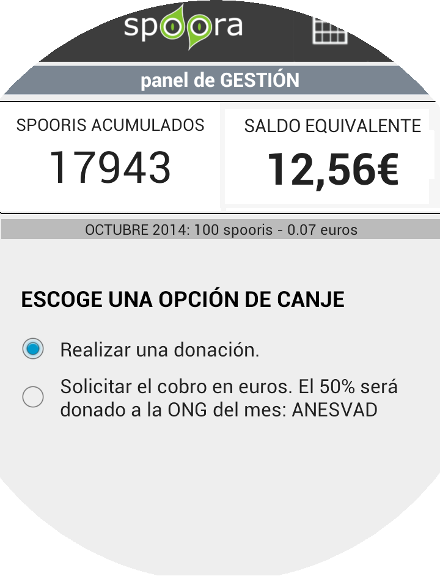 spoora
panel de GESTIÓN
SPOORIS ACUMULADOS
17943
SALDO EQUIVALENTE
12,56€
OCTUBRE 2014: 100 spooris - 0.07 euros
ESCOGE UNA OPCIÓN DE CANJE
Realizar una donación.
Solicitar el cobro en euros. El 50% será
donado a la ONG del mes: ANESVAD